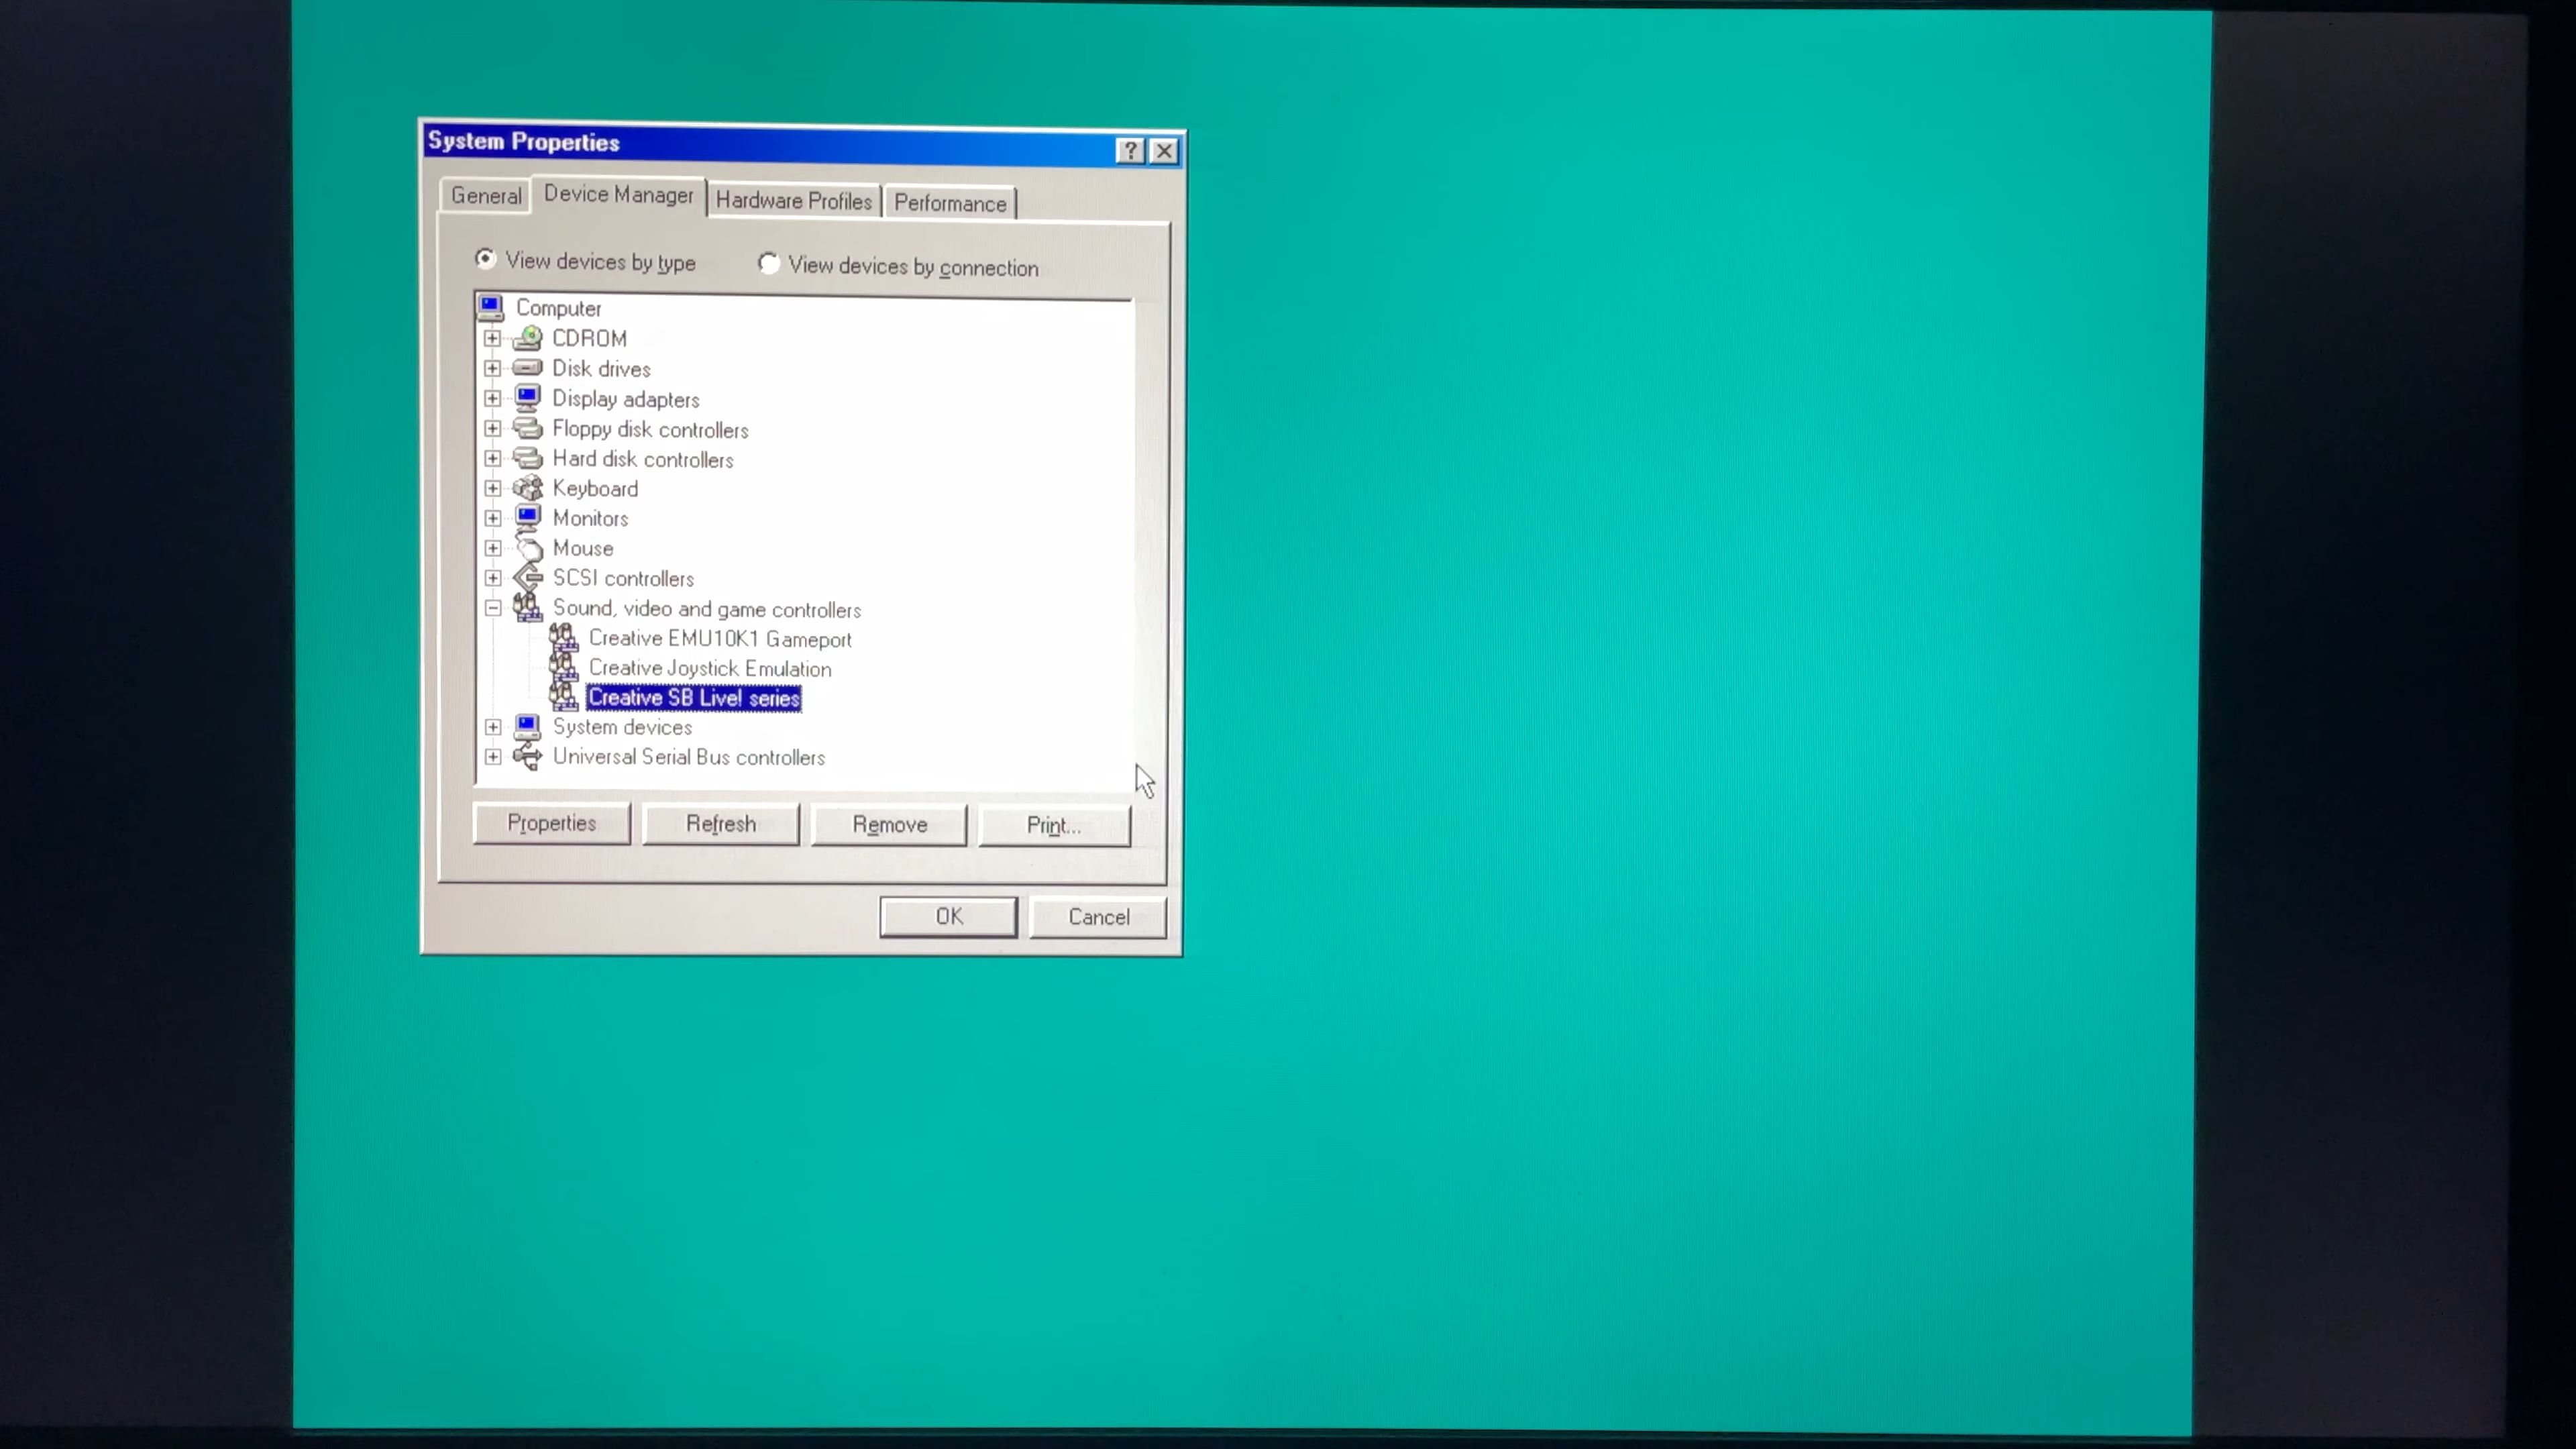 System Properties
General Device Manager Hardware Profiles Performance
View devices by type View devices by connection
Computer
CDROM
Disk drives
Display adapters
Floppy disk controllers
Hard disk controllers
Keyboard
Monitors
Mouse
SCSI controllers
Sound, video and game controllers
Creative EMU10K1 Gameport
Creative Joystick Emulation
Creative SB Live! series
System devices
Universal Serial Bus controllers
Properties Refresh Remove Print...
OK Cancel